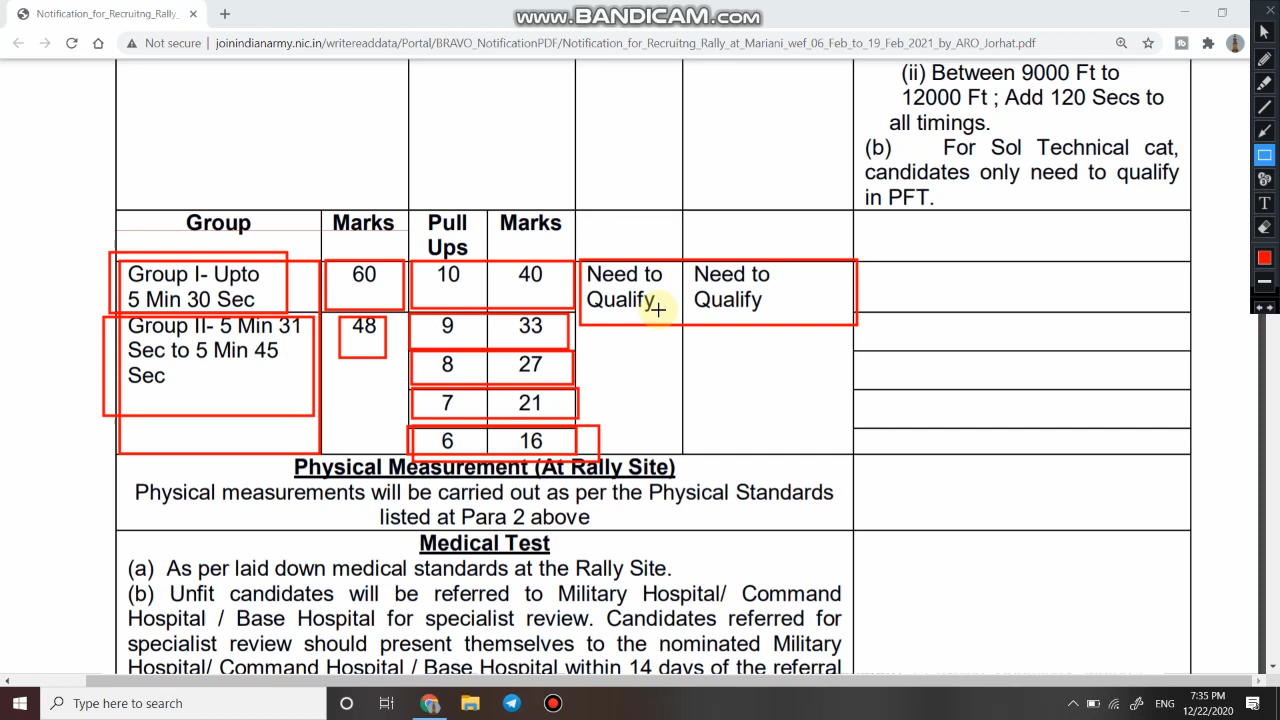 WWW.BANDICAM.COM
Notification_for_Recruitng_Rally_
Not secure | joinindianarmy.nic.in/writereaddata/Portal/BRAVO_NotificationPDF/Notification_for_Recruitng_Rally_at_Mariani_wef_06_Feb_to_19_Feb_2021_by_ARO_Jorhat.pdf
(ii) Between 9000 Ft to
12000 Ft ; Add 120 Secs to
all timings.
(b) For Sol Technical cat,
candidates only need to qualify
in PFT.
Group Marks Pull Marks
Ups
Group I- Upto 60 10 40 Need to Need to
5 Min 30 Sec Qualify Qualify
Group II- 5 Min 31 48 9 33
Sec to 5 Min 45 8 27
Sec
7 21
6 16
Physical Measurement (At Rally Site)
Physical measurements will be carried out as per the Physical Standards
listed at Para 2 above
Medical Test
(a) As per laid down medical standards at the Rally Site.
(b) Unfit candidates will be referred to Military Hospital/ Command
Hospital / Base Hospital for specialist review. Candidates referred for
specialist review should present themselves to the nominated Military
Hospital/ Command Hospital / Base Hospital within 14 days of the referral
Type here to search
ENG
7:35 PM
12/22/2020